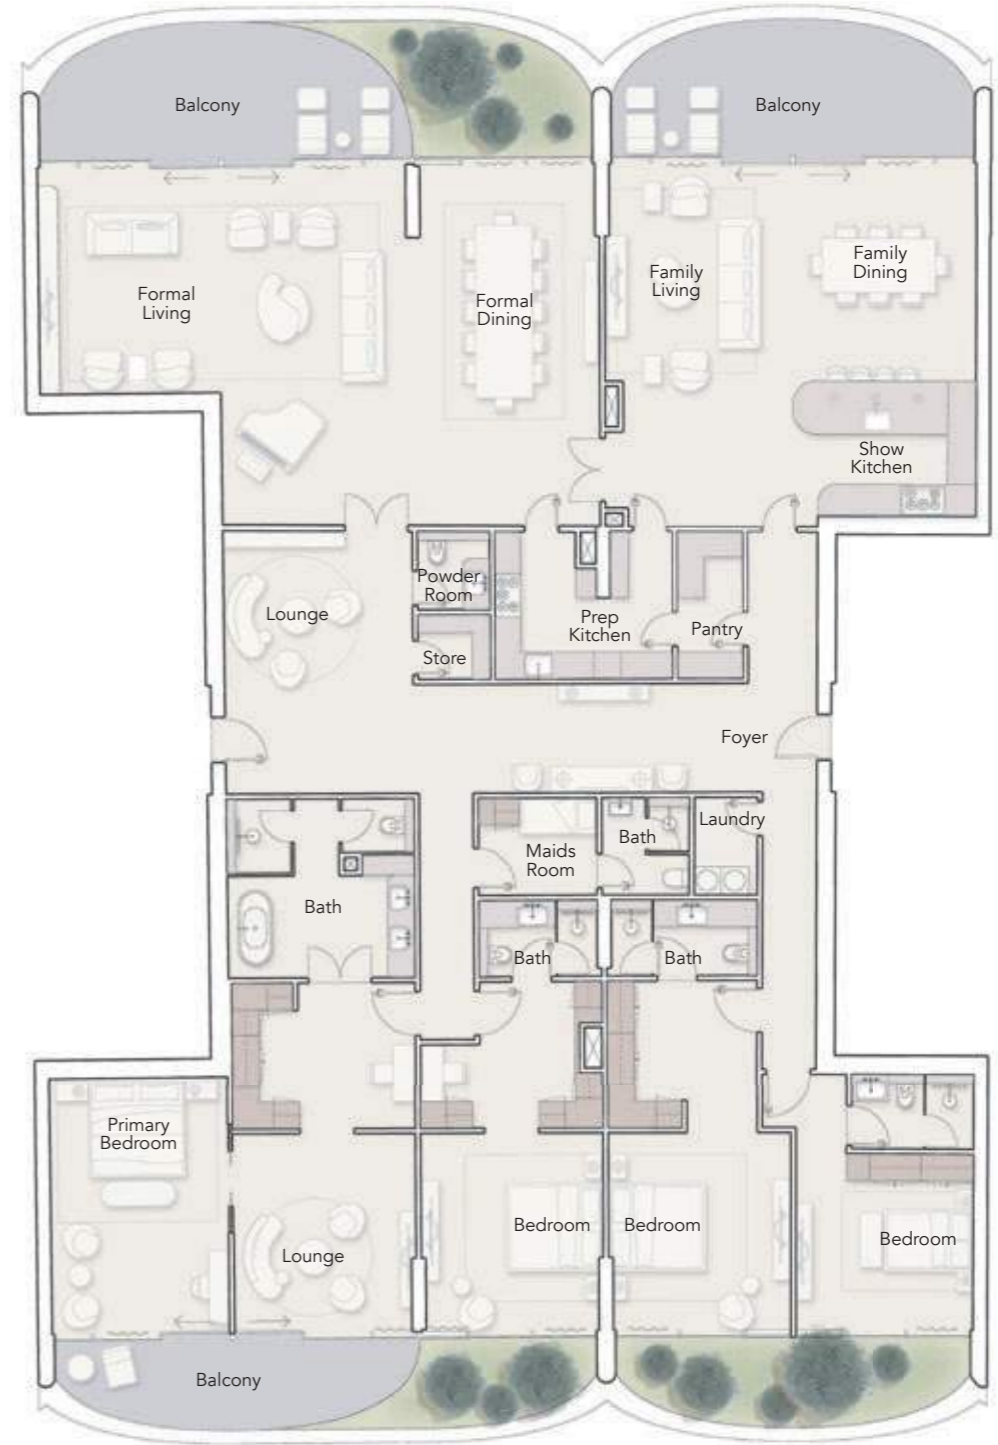 Balcony
Balcony
Formal
Living
Formal
Dining
Family
Living
Family
Dining
Show
Kitchen
Lounge
Powder
Room
Store
Prep
Kitchen
Pantry
Foyer
Bath
Maids
Room
Bath
Laundry
Bath
Bath
Primary
Bedroom
Lounge
Bedroom
Bedroom
Bedroom
Balcony